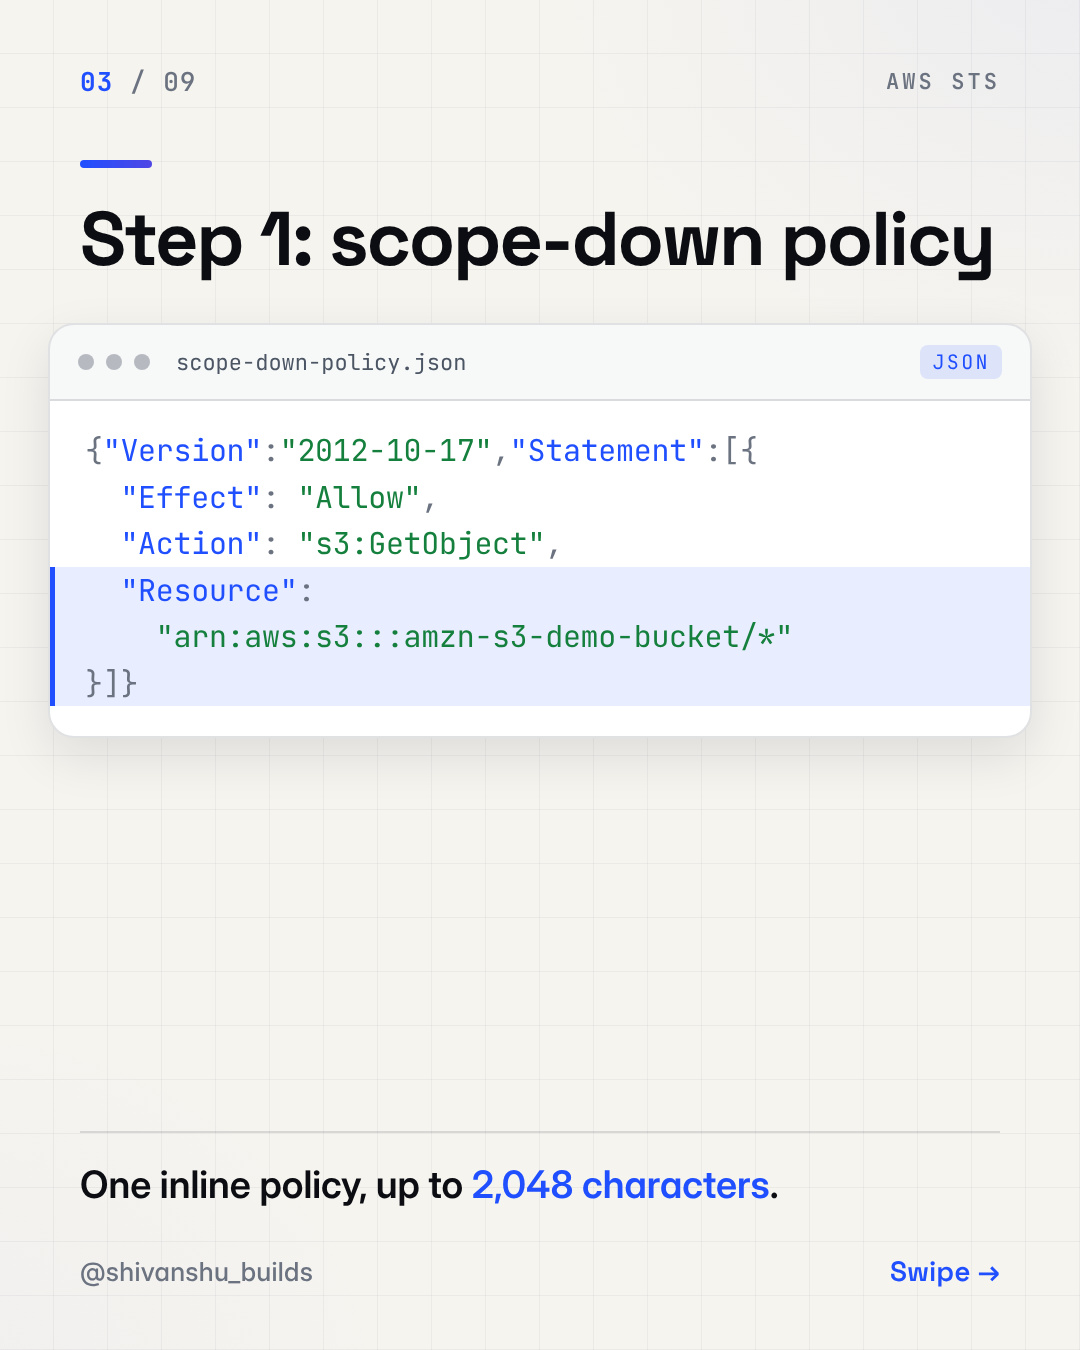 03 / 09
AWS STS
Step 1: scope-down policy
scope-down-policy.json
JSON
{"Version":"2012-10-17","Statement":[{
  "Effect": "Allow",
  "Action": "s3:GetObject",
  "Resource":
    "arn:aws:s3:::amzn-s3-demo-bucket/*"
}]}
One inline policy, up to 2,048 characters.
@shivanshu_builds
Swipe →